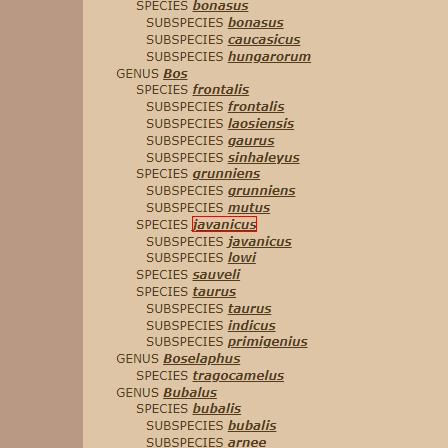 SPECIES bonasus
SUBSPECIES bonasus
SUBSPECIES caucasicus
SUBSPECIES hungarorum
GENUS Bos
SPECIES frontalis
SUBSPECIES frontalis
SUBSPECIES laosiensis
SUBSPECIES gaurus
SUBSPECIES sinhaleyus
SPECIES grunniens
SUBSPECIES grunniens
SUBSPECIES mutus
SPECIES javanicus
SUBSPECIES javanicus
SUBSPECIES lowi
SPECIES sauveli
SPECIES taurus
SUBSPECIES taurus
SUBSPECIES indicus
SUBSPECIES primigenius
GENUS Boselaphus
SPECIES tragocamelus
GENUS Bubalus
SPECIES bubalis
SUBSPECIES bubalis
SUBSPECIES arnee